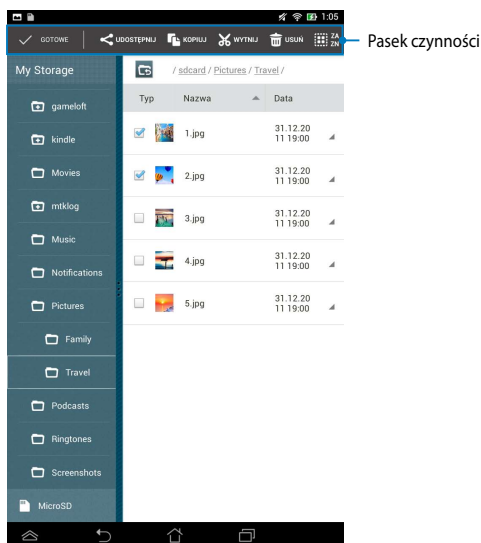 1:05
GOTOWE UDOSTĘPNIJ KOPIUJ WYTNIJ USUŃ ZA
ZN
Pasek czynności
My Storage
/ sdcard / Pictures / Travel /
Typ Nazwa Data
gameloft
kindle
Movies
mtklog
Music
Notifications
Pictures
Family
Travel
Podcasts
Ringtones
Screenshots
MicroSD
1.jpg 31.12.20
11 19:00
2.jpg 31.12.20
11 19:00
3.jpg 31.12.20
11 19:00
4.jpg 31.12.20
11 19:00
5.jpg 31.12.20
11 19:00